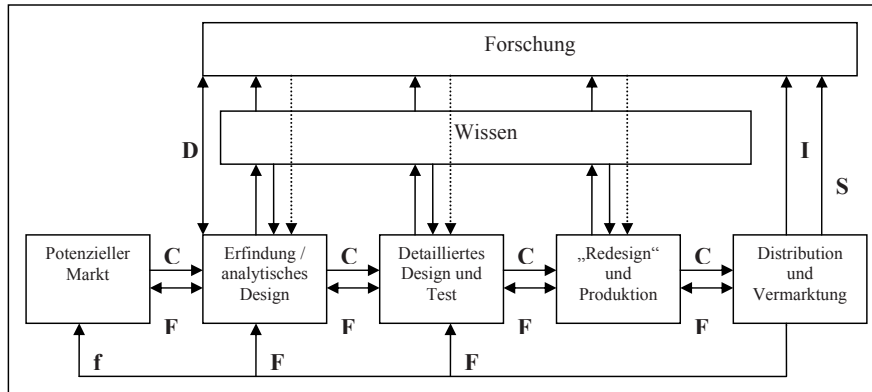 Forschung
Wissen
D
I
S
Potenzieller
Markt
C
F
Erfindung /
analytisches
Design
C
F
Detailliertes
Design und
Test
C
F
„Redesign“
und
Produktion
C
F
Distribution
und
Vermarktung
f
F
F